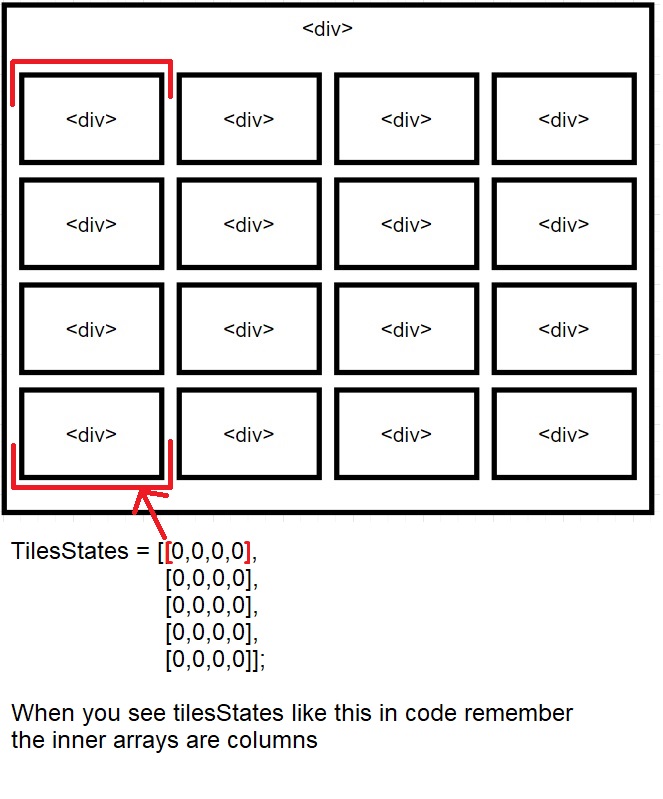 <div>
<div> <div> <div> <div>
<div> <div> <div> <div>
<div> <div> <div> <div>
<div> <div> <div> <div>
TilesStates = [[0,0,0,0],
[0,0,0,0],
[0,0,0,0],
[0,0,0,0],
[0,0,0,0]];
When you see tilesStates like this in code remember
the inner arrays are columns